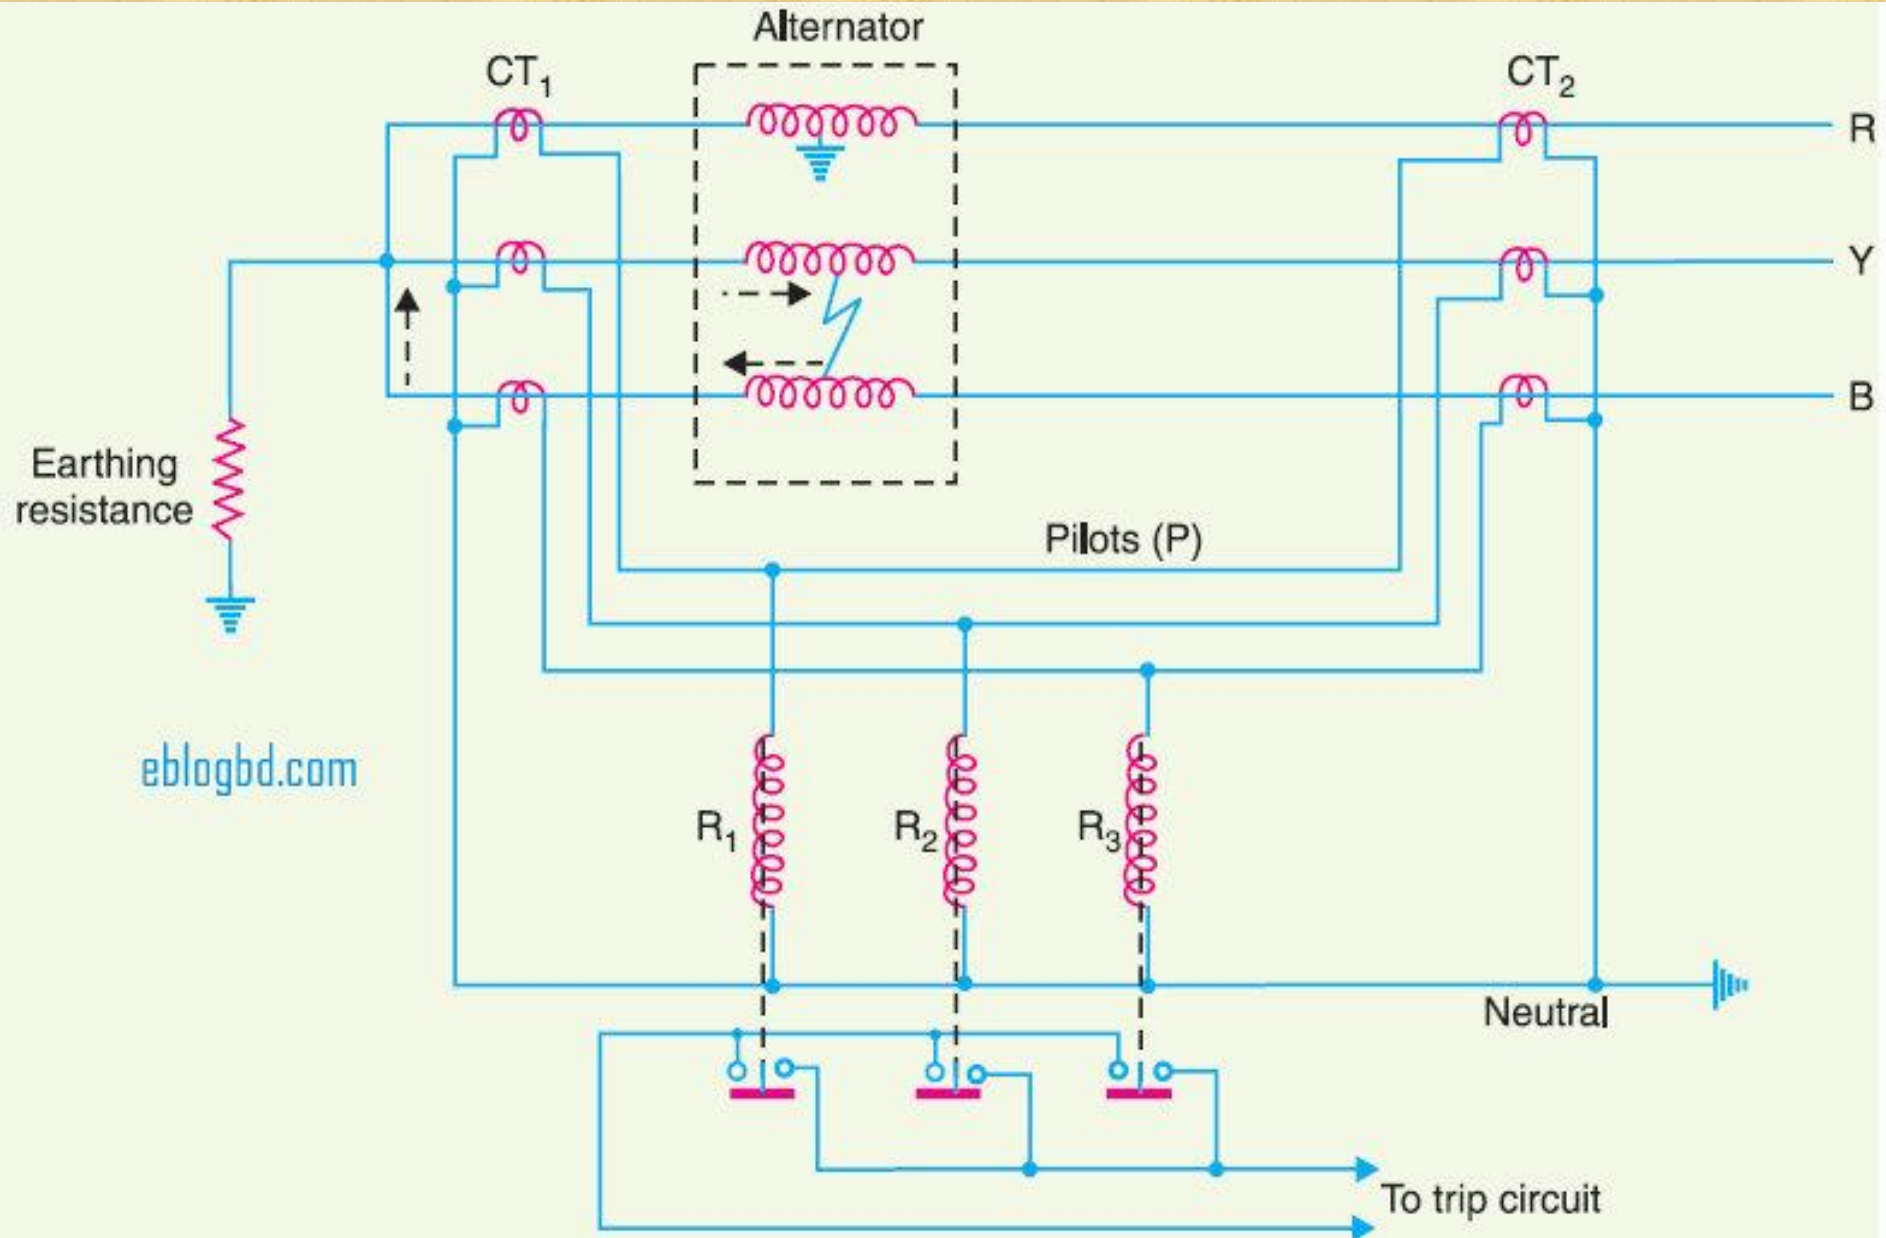 Alternator
CT1
CT2
R
Y
B
Earthing
resistance
Pilots (P)
eblogbd.com
R1
R2
R3
Neutral
To trip circuit